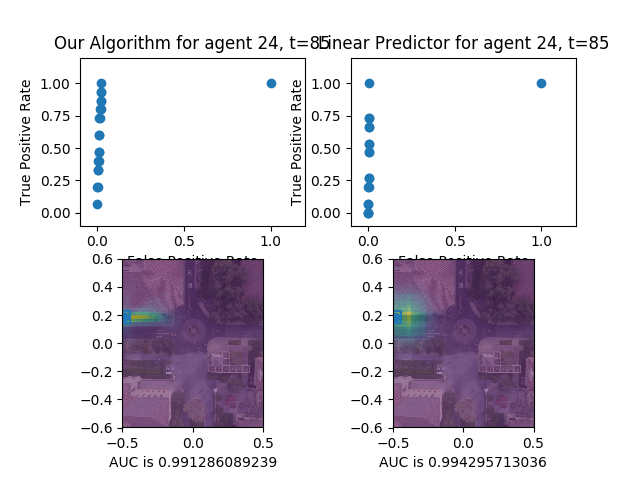 Our Algorithm for agent 24, t=85
Linear Predictor for agent 24, t=85
True Positive Rate
1.00
0.75
0.50
0.25
0.00
0.0 0.5 1.0
False Positive Rate
True Positive Rate
1.00
0.75
0.50
0.25
0.00
0.0 0.5 1.0
False Positive Rate
0.6
0.4
0.2
0.0
−0.2
−0.4
−0.6
−0.5 0.0 0.5
AUC is 0.991286089239
0.6
0.4
0.2
0.0
−0.2
−0.4
−0.6
−0.5 0.0 0.5
AUC is 0.994295713036